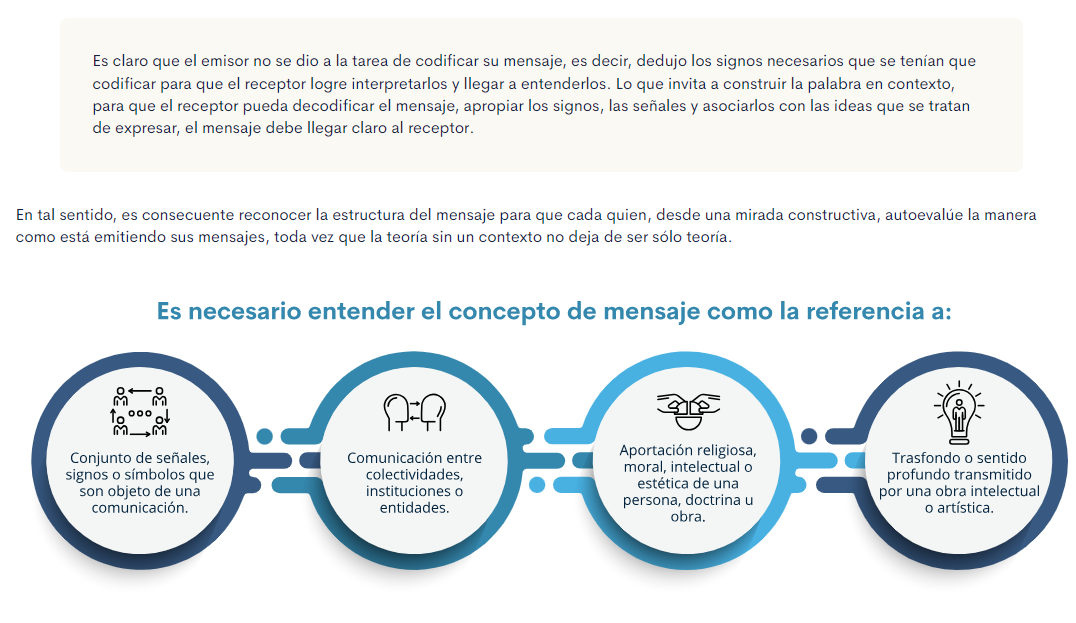 Es claro que el emisor no se dio a la tarea de codificar su mensaje, es decir, dedujo los signos necesarios que se tenían que
codificar para que el receptor logre interpretarlos y llegar a entenderlos. Lo que invita a construir la palabra en contexto,
para que el receptor pueda decodificar el mensaje, apropiar los signos, las señales y asociarlos con las ideas que se tratan
de expresar, el mensaje debe llegar claro al receptor.
En tal sentido, es consecuente reconocer la estructura del mensaje para que cada quien, desde una mirada constructiva, autoevalúe la manera
como está emitiendo sus mensajes, toda vez que la teoría sin un contexto no deja de ser sólo teoría.
Es necesario entender el concepto de mensaje como la referencia a:
Conjunto de señales,
signos o símbolos que
son objeto de una
comunicación.
Comunicación entre
colectividades,
instituciones o
entidades.
Aportación religiosa,
moral, intelectual o
estética de una
persona, doctrina u
obra.
Trasfondo o sentido
profundo transmitido
por una obra intelectual
o artística.